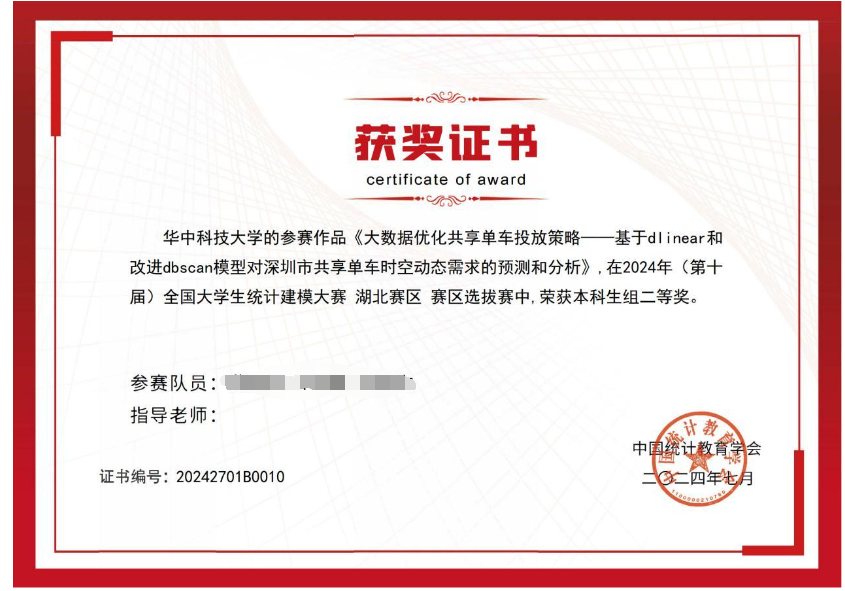 获奖证书
certificate of award
华中科技大学的参赛作品《大数据优化共享单车投放策略——基于dlinear和
改进dbscan模型对深圳市共享单车时空动态需求的预测和分析》,在2024年（第十
届）全国大学生统计建模大赛 湖北赛区 赛区选拔赛中,荣获本科生组二等奖。
参赛队员：
指导老师：
中国统计教育学会
二〇二四年七月
证书编号：20242701B0010
中国统计教育学会